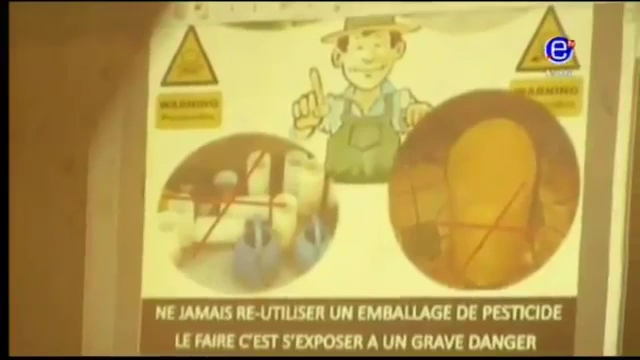 WARNING
WARNING
NE JAMAIS RE-UTILISER UN EMBALLAGE DE PESTICIDE
LE FAIRE C'EST S'EXPOSER A UN GRAVE DANGER